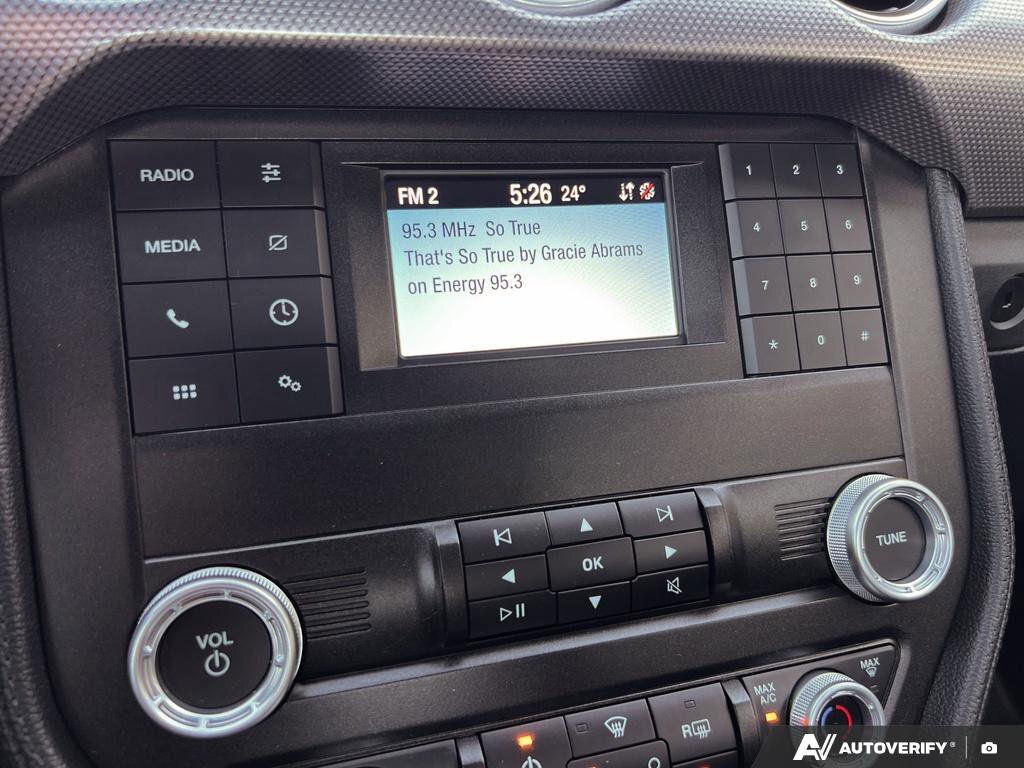 RADIO
MEDIA
FM 2 5:26 24°
95.3 MHz So True
That's So True by Gracie Abrams
on Energy 95.3
1 2 3
4 5 6
7 8 9
* 0 #
OK
VOL
TUNE
MAX
A/C
MAX
R
AUTOVERIFY®